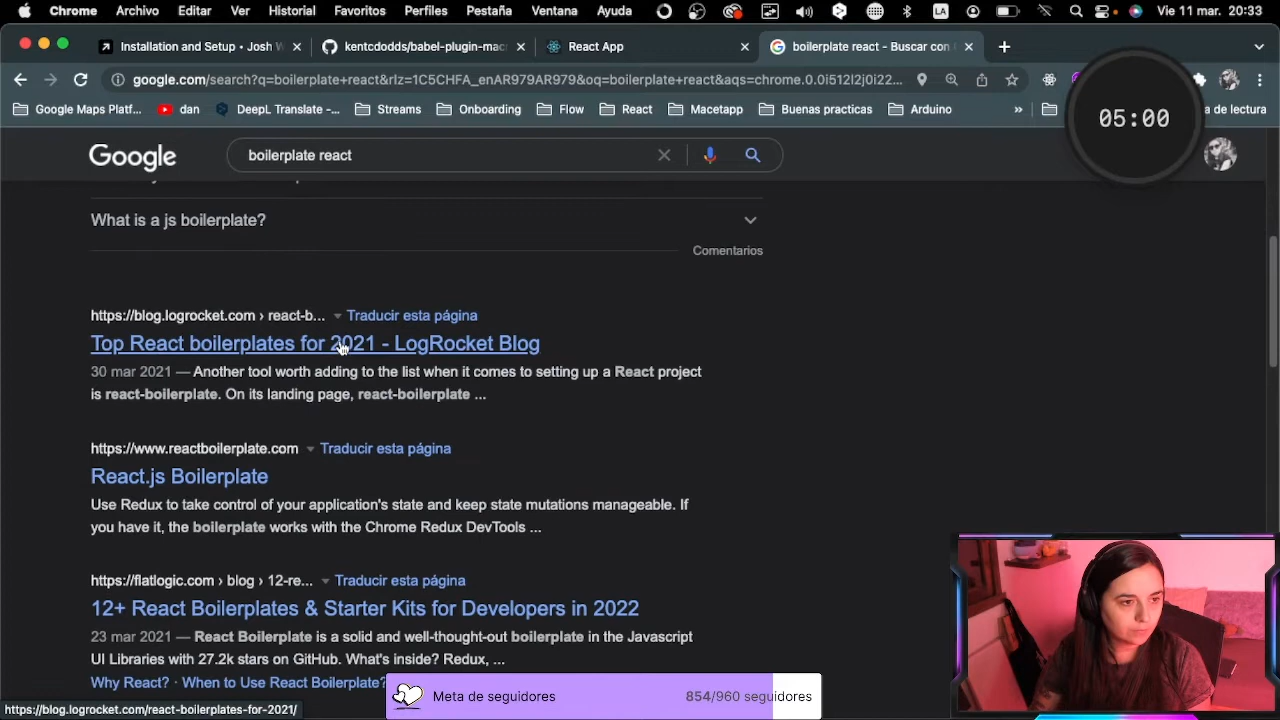 Chrome Archivo Editar Ver Historial Favoritos Perfiles Pestaña Ventana Ayuda LA Vie 11 mar. 20:33
Installation and Setup • Josh W
kentcdodds/babel-plugin-mac
React App
boilerplate react - Buscar con
google.com/search?q=boilerplate+react&rlz=1C5CHFA_enAR979AR979&oq=boilerplate+react&aqs=chrome.0.0i512l2j0i22...
Google Maps Platf... dan DeepL Translate -... Streams Onboarding Flow React Macetapp Buenas practicas Arduino » a de lectura
05:00
Google
boilerplate react
What is a js boilerplate?
Comentarios
https://blog.logrocket.com › react-b... Traducir esta página
Top React boilerplates for 2021 - LogRocket Blog
30 mar 2021 — Another tool worth adding to the list when it comes to setting up a React project
is react-boilerplate. On its landing page, react-boilerplate ...
https://www.reactboilerplate.com Traducir esta página
React.js Boilerplate
Use Redux to take control of your application's state and keep state mutations manageable. If
you have it, the boilerplate works with the Chrome Redux DevTools ...
https://flatlogic.com › blog › 12-re... Traducir esta página
12+ React Boilerplates & Starter Kits for Developers in 2022
23 mar 2021 — React Boilerplate is a solid and well-thought-out boilerplate in the Javascript
UI Libraries with 27.2k stars on GitHub. What's inside? Redux, ...
Why React? · When to Use React Boilerplate?
Meta de seguidores 854/960 seguidores
https://blog.logrocket.com/react-boilerplates-for-2021/